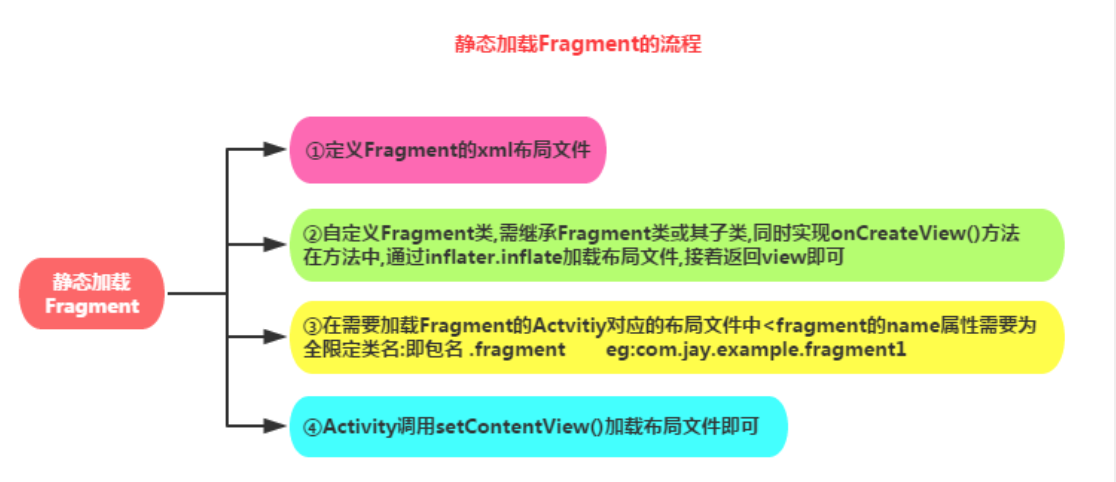 静态加载Fragment的流程
①定义Fragment的xml布局文件
②自定义Fragment类,需继承Fragment类或其子类,同时实现onCreateView()方法
在方法中,通过inflater.inflate加载布局文件,接着返回view即可
静态加载
Fragment
③在需要加载Fragment的Actvitiy对应的布局文件中<fragment的name属性需要为
全限定类名:即包名 .fragment eg:com.jay.example.fragment1
④Activity调用setContentView()加载布局文件即可